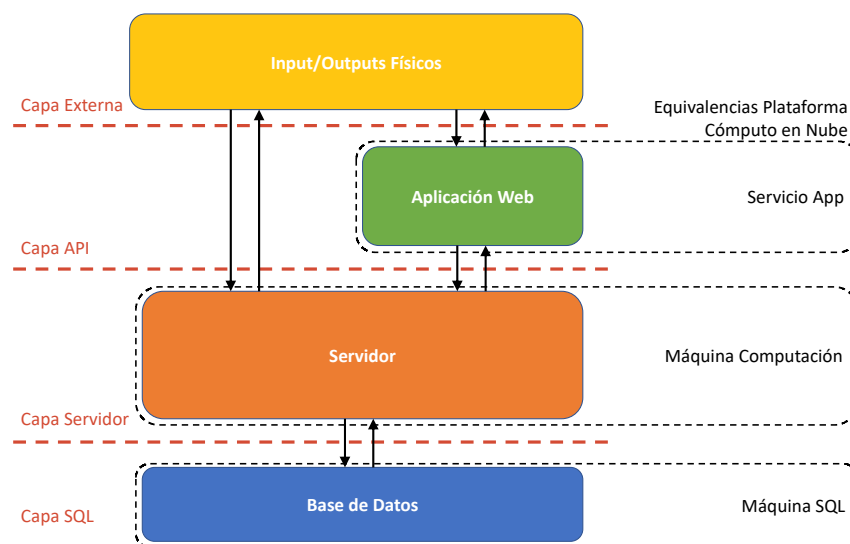 Input/Outputs Físicos
Capa Externa
Equivalencias Plataforma
Cómputo en Nube
Aplicación Web
Servicio App
Capa API
Servidor
Máquina Computación
Capa Servidor
Base de Datos
Máquina SQL
Capa SQL